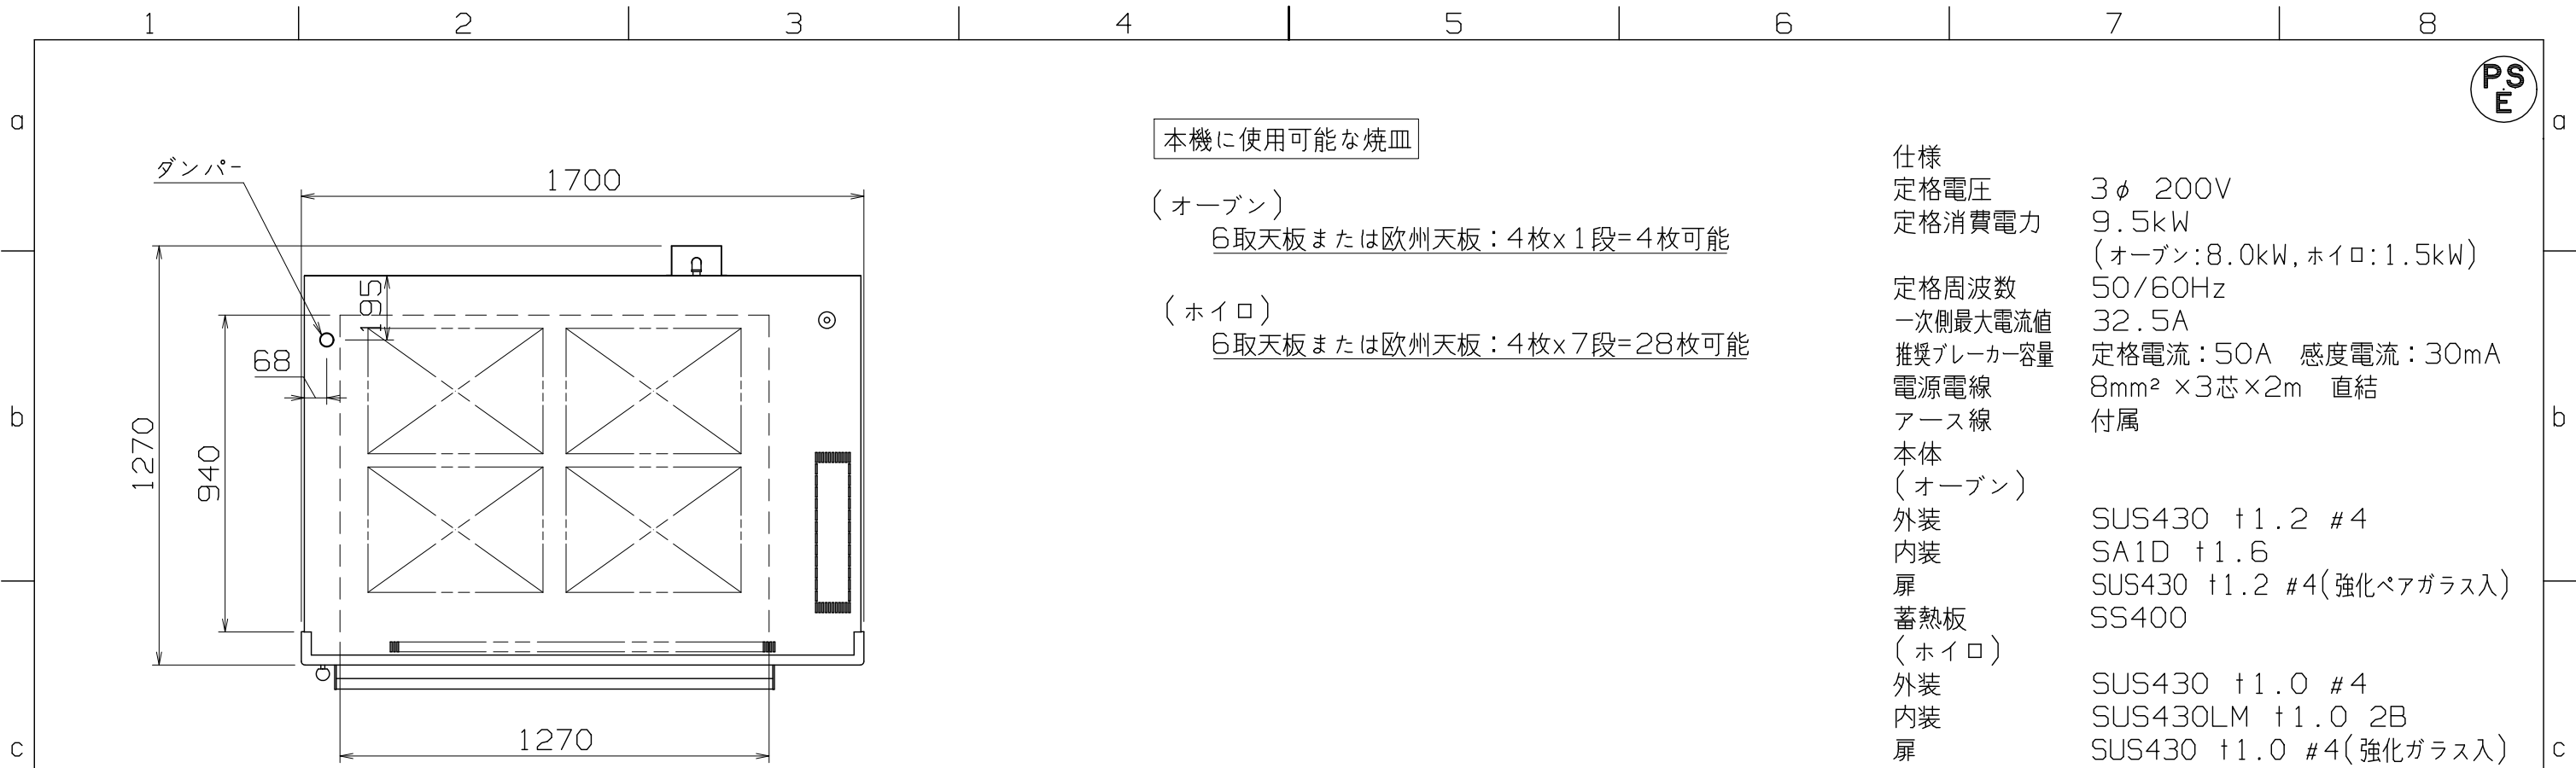 1 2 3 4 5 6 7 8
PS
E
a
a
ダンパー
1700
195
68
1270
940
1270
b
b
c
c
本機に使用可能な焼皿
(オーブン)
6取天板または欧州天板：4枚x1段=4枚可能
(ホイロ)
6取天板または欧州天板：4枚x7段=28枚可能
仕様
定格電圧 3φ 200V
定格消費電力 9.5kW
(オーブン:8.0kW,ホイロ:1.5kW)
定格周波数 50/60Hz
一次側最大電流値 32.5A
推奨ブレーカー容量 定格電流：50A 感度電流：30mA
電源電線 8mm² ×3芯×2m 直結
アース線 付属
本体
(オーブン)
外装 SUS430 t1.2 #4
内装 SA1D t1.6
扉 SUS430 t1.2 #4(強化ペアガラス入)
蓄熱板 SS400
(ホイロ)
外装 SUS430 t1.0 #4
内装 SUS430LM t1.0 2B
扉 SUS430 t1.0 #4(強化ガラス入)